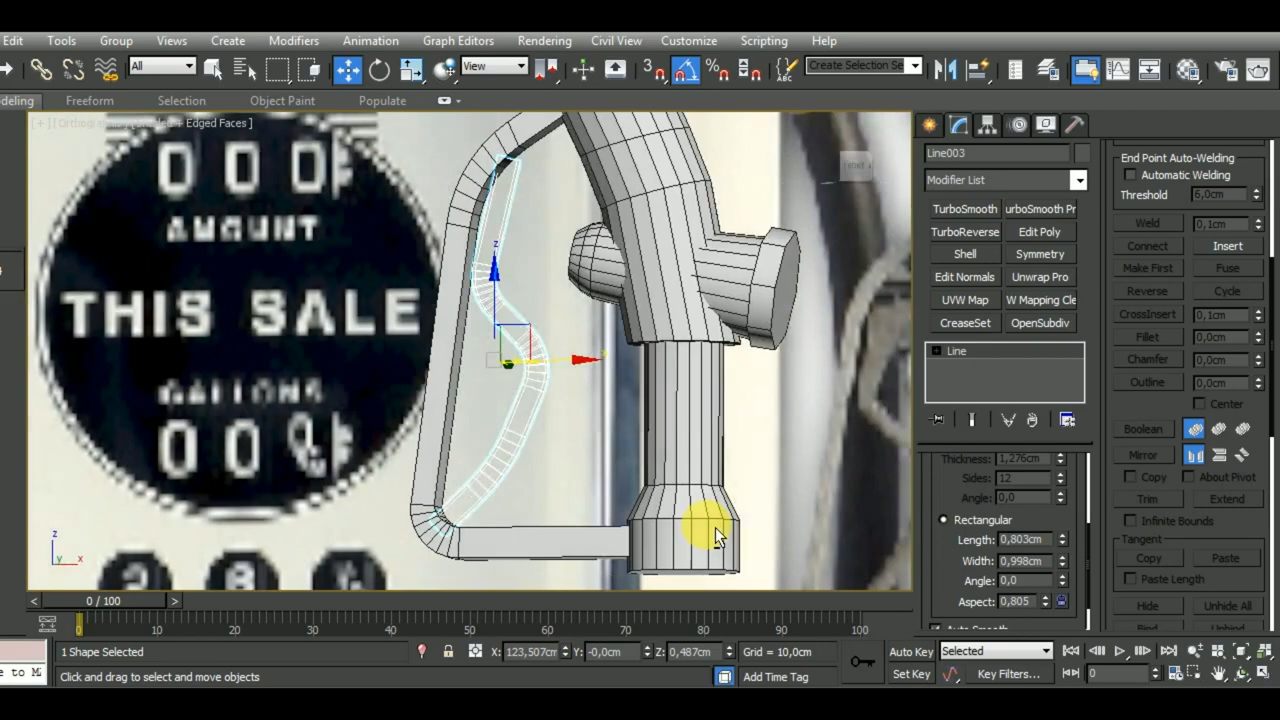 Edit Tools Group Views Create Modifiers Animation Graph Editors Rendering Civil View Customize Scripting Help
All View 3 ABC Create Selection Se
deling Freeform Selection Object Paint Populate
Edged Faces ]
000
AMOUNT
THIS SALE
GALLONS
z
z
x
Line003
Modifier List
TurboSmooth urboSmooth Pr
TurboReverse Edit Poly
Shell Symmetry
Edit Normals Unwrap Pro
UVW Map W Mapping Cle
CreaseSet OpenSubdiv
Line
Thickness: 1,276cm
Sides: 12
Angle: 0,0
Rectangular
Length: 0,803cm
Width: 0,998cm
Angle: 0,0
Aspect: 0,805
End Point Auto-Welding
Automatic Welding
Threshold 6,0cm
Weld 0,1cm
Connect Insert
Make First Fuse
Reverse Cycle
CrossInsert 0,1cm
Fillet 0,0cm
Chamfer 0,0cm
Outline 0,0cm
Center
Boolean
Mirror
Copy About Pivot
Trim Extend
Infinite Bounds
Tangent
Copy Paste
Paste Length
Hide Unhide All
< 0 / 100 >
0 10 20 30 40 50 60 70 80 90 100
1 Shape Selected X: 123,507cm Y: -0,0cm Z: 0,487cm Grid = 10,0cm Auto Key Selected
e to Mi Click and drag to select and move objects Add Time Tag Set Key Key Filters... 0